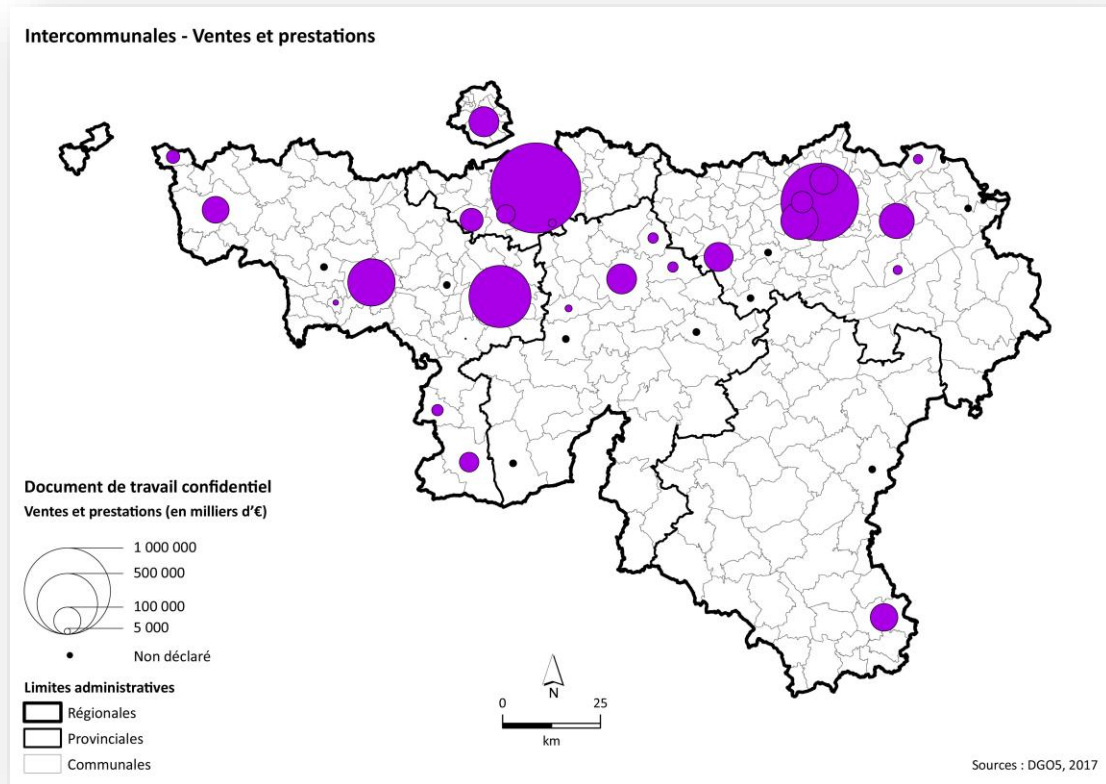 Intercommunales - Ventes et prestations
Document de travail confidentiel
Ventes et prestations (en milliers d'€)
1 000 000
500 000
100 000
5 000
Non déclaré
Limites administratives
Régionales
Provinciales
Communales
N
0 25
km
Sources : DGO5, 2017